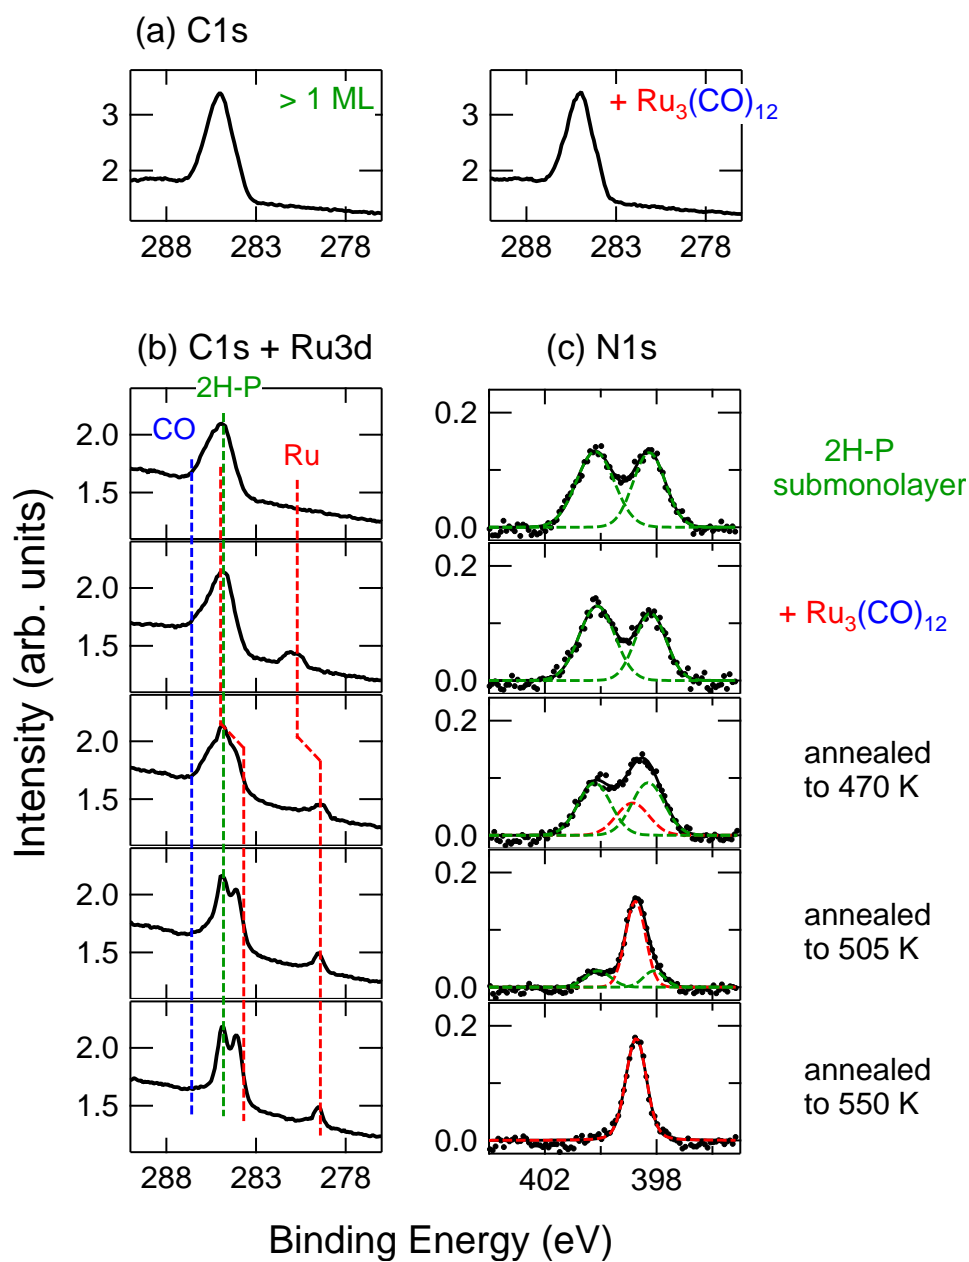 (a) C1s
> 1 ML
+ Ru3(CO)12
3
2
3
2
288 283 278
288 283 278
(b) C1s + Ru3d
(c) N1s
2H-P
CO
Ru
2.0
1.5
2.0
1.5
2.0
1.5
2.0
1.5
2.0
1.5
288 283 278
0.2
0.0
0.2
0.0
0.2
0.0
0.2
0.0
0.2
0.0
402 398
2H-P
submonolayer
+ Ru3(CO)12
annealed
to 470 K
annealed
to 505 K
annealed
to 550 K
Intensity (arb. units)
Binding Energy (eV)